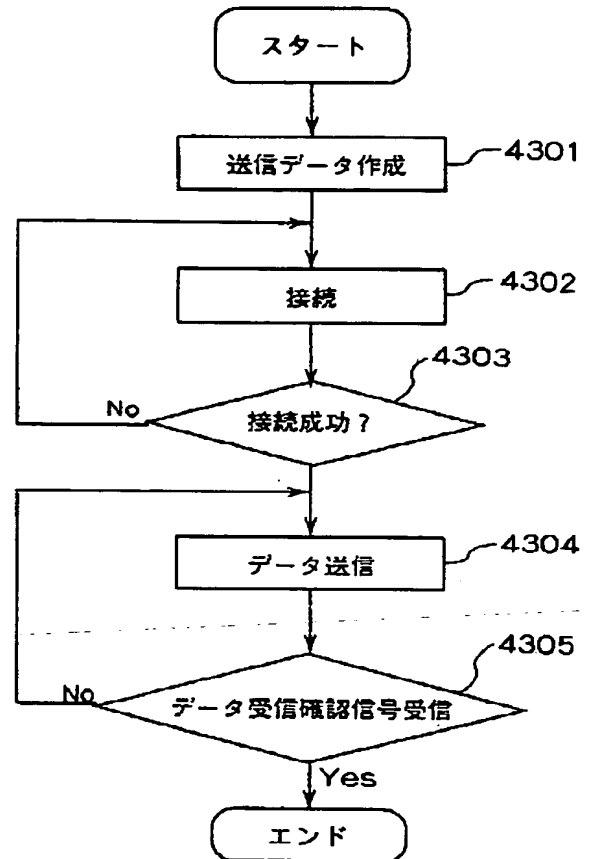 スタート
送信データ作成
4301
接続
4302
4303
接続成功？
No
データ送信
4304
4305
データ受信確認信号受信
No
Yes
エンド